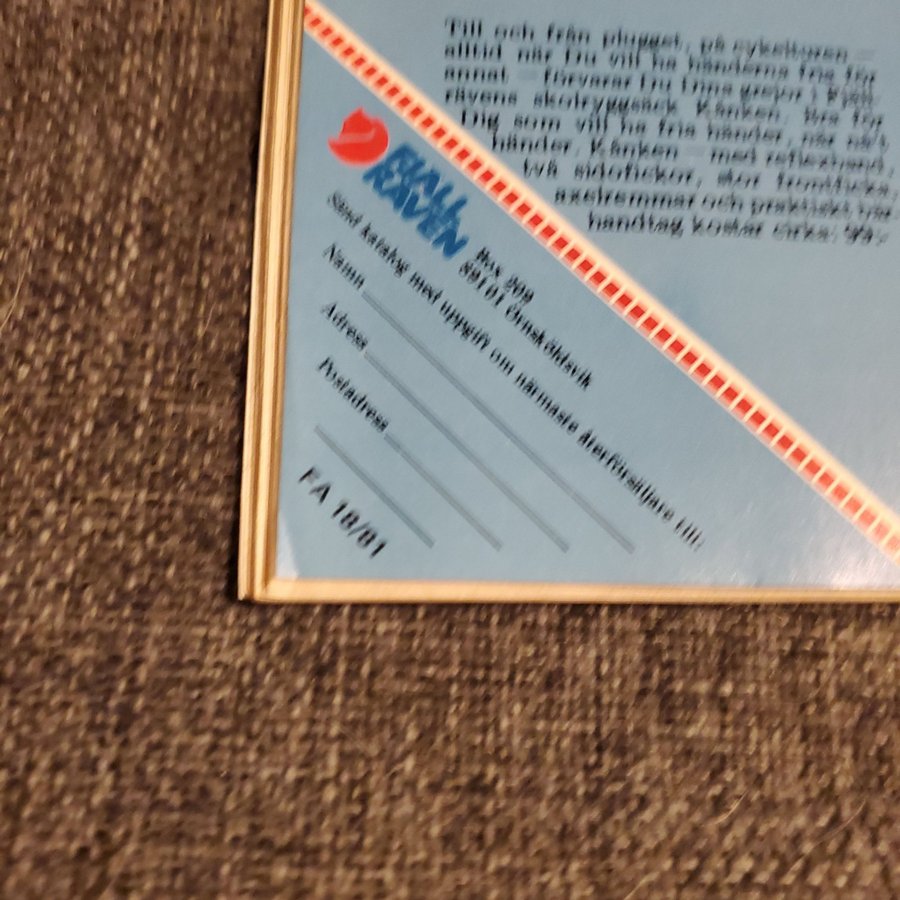 Till och från plugget, på cykelturen –
alltid när Du vill ha händerna fria för
annat – förvarar Du Dina grejor i Fjäll-
rävens skolryggsäck Kånken. Bra för
Dig som vill ha fria händer, när nå't
händer. Kånken – med reflexband,
två sidofickor, stor frontficka,
axelremmar och praktiskt bär-
handtag kostar cirka: 99:-
FJÄLL
RÄVEN
Box 209
89101 Örnsköldsvik
Sänd katalog med uppgift om närmaste återförsäljare till:
Namn
Adress
Postadress
FA 18/81